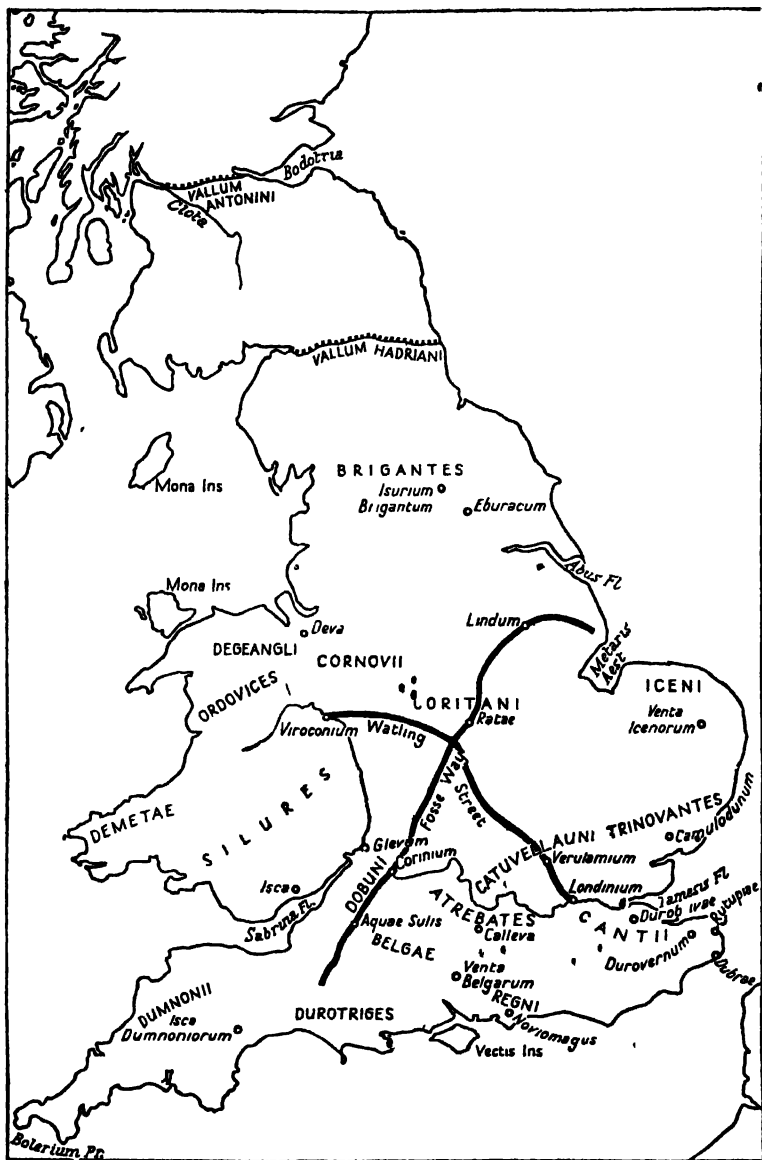 Bodotria
VALLUM
ANTONINI
Clota
VALLUM HADRIANI
BRIGANTES
Mona Ins
Isurium
Brigantum
Eburacum
Abus Fl
Mona Ins
Deva
Lindum
DEGEANGLI
CORNOVII
Metaris
Aest
ICENI
ORDOVICES
CORITANI
Venta
Icenorum
Ratae
Viroconium
Watling
Street
Fosse Way
DEMETAE
SILURES
CATUVELLAUNI
TRINOVANTES
Camulodunum
Glevum
Corinium
DOBUNI
Verulamium
Isca
Londinium
Tamesis Fl
Sabrina Fl.
ATREBATES
CANTII
Rutupiae
Aquae Sulis
Calleva
BELGAE
Durovernum
Venta
Belgarum
Dubrae
DUMNONII
REGNI
Isca
Dumnoniorum
DUROTRIGES
Noviomagus
Vectis Ins
Bolerium Pr.